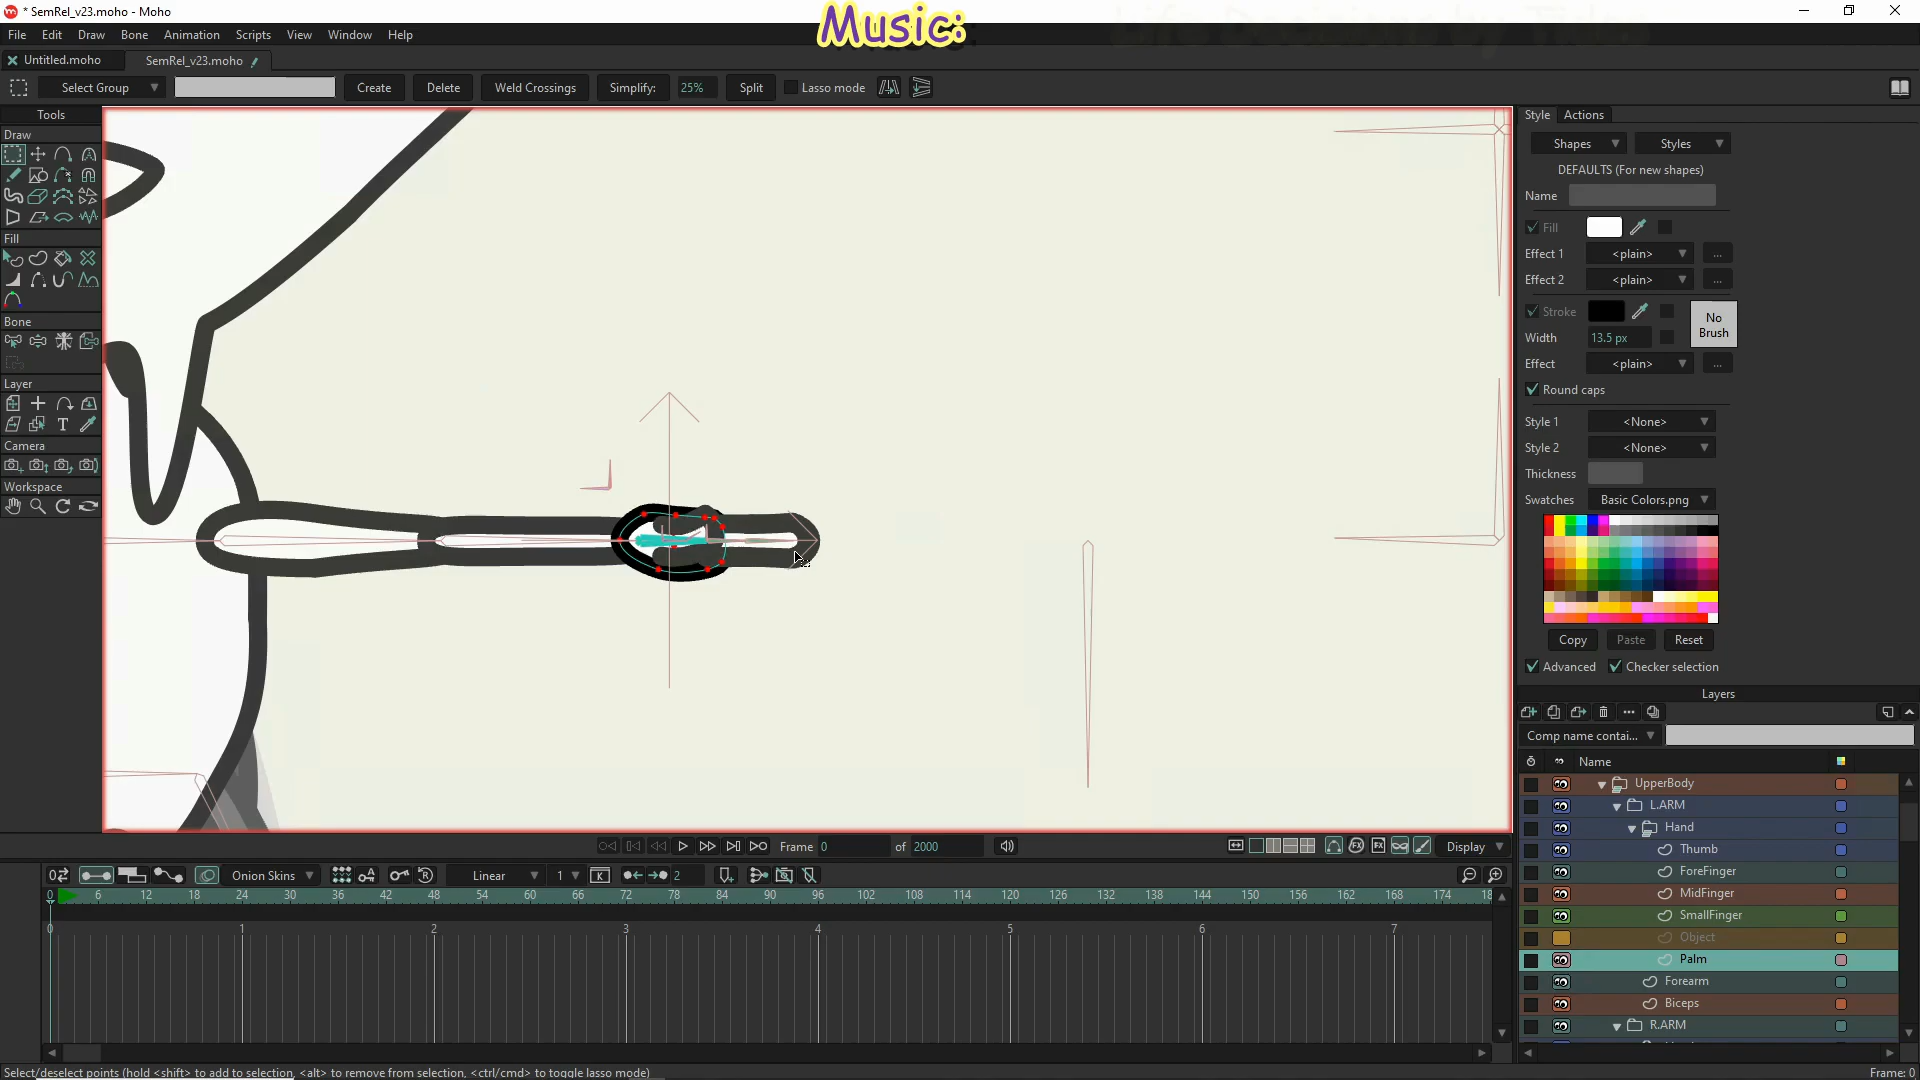 * SemRel_v23.moho - Moho
Music:
File Edit Draw Bone Animation Scripts View Window Help
Untitled.moho SemRel_v23.moho
Select Group Create Delete Weld Crossings Simplify: 25% Split Lasso mode
Tools
Draw
Fill
Bone
Layer
Camera
Workspace
Style Actions
Shapes Styles
DEFAULTS (For new shapes)
Name
Fill
Effect 1 <plain> ...
Effect 2 <plain> ...
Stroke
No Brush
Width 13.5 px
Effect <plain> ...
Round caps
Style 1 <None>
Style 2 <None>
Thickness
Swatches Basic Colors.png
Copy Paste Reset
Advanced Checker selection
Layers
Comp name contai...
Name
UpperBody
L.ARM
Hand
Thumb
ForeFinger
MidFinger
SmallFinger
Object
Palm
Forearm
Biceps
R.ARM
Frame 0 of 2000 Display
Onion Skins Linear 1 2
0 6 12 18 24 30 36 42 48 54 60 66 72 78 84 90 96 102 108 114 120 126 132 138 144 150 156 162 168 174 18
0 1 2 3 4 5 6 7
Select/deselect points (hold <shift> to add to selection, <alt> to remove from selection, <ctrl/cmd> to toggle lasso mode)
Frame: 0